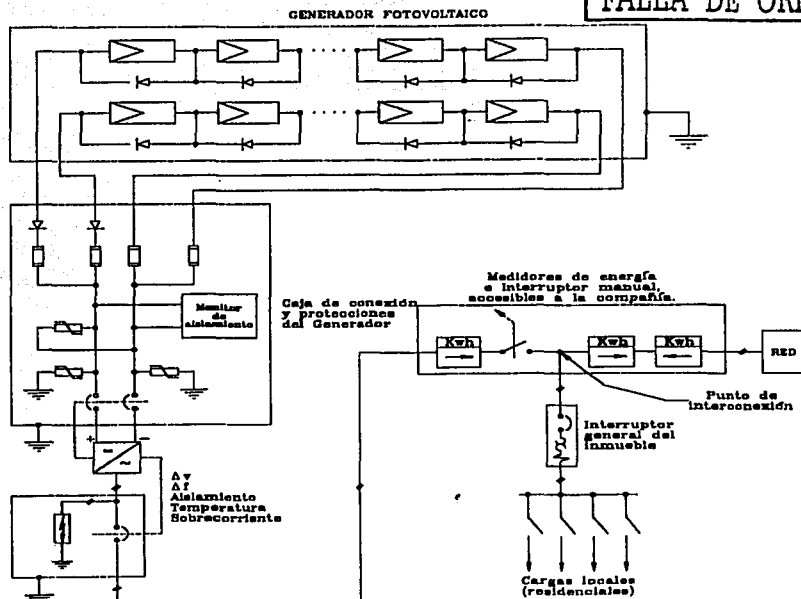 GENERADOR FOTOVOLTAICO
FALLA DE
Monitor
de
aislamiento
Caja de conexión
y protecciones
del Generador
Medidores de energía
e Interruptor manual,
accesibles a la compañía.
Kwh
Kwh
Kwh
RED
Punto de
interconexión
Interruptor
general del
inmueble
+
−
=
~
Δv
Δf
Aislamiento
Temperatura
Sobrecorriente
Cargas locales
(residenciales)